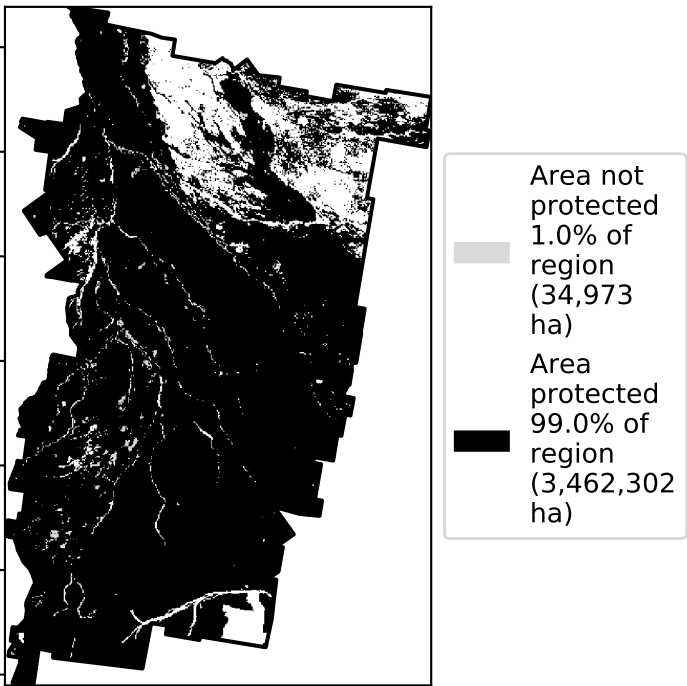 Area not
protected
1.0% of
region
(34,973
ha)
Area
protected
99.0% of
region
(3,462,302
ha)